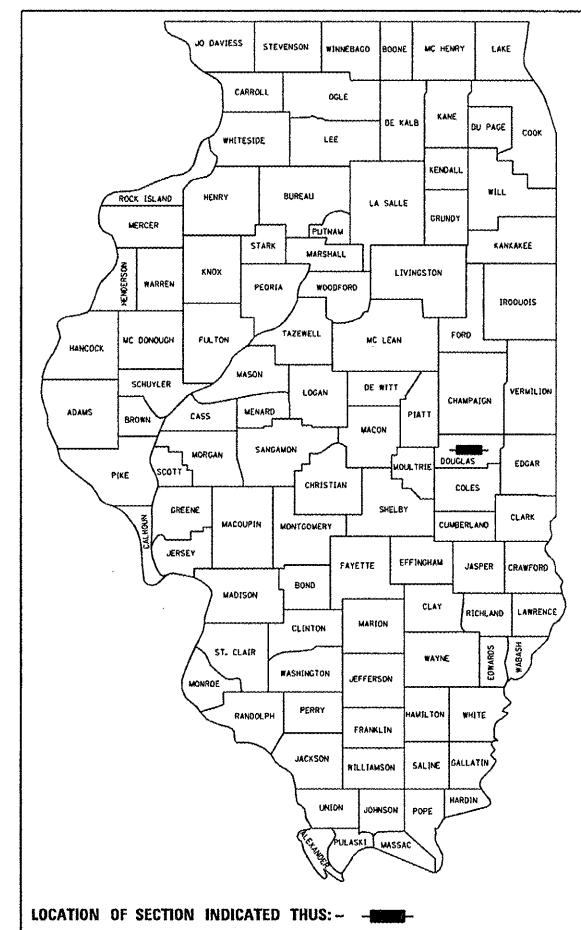 JO DAVIESS STEVENSON WINNEBAGO BOONE MC HENRY LAKE
CARROLL OGLE DE KALB KANE DU PAGE COOK
WHITESIDE LEE
KENDALL WILL
ROCK ISLAND HENRY BUREAU LA SALLE GRUNDY
MERCER PUTNAM
STARK MARSHALL KANKAKEE
HENDERSON WARREN KNOX PEORIA WOODFORD LIVINGSTON IROQUOIS
HANCOCK MC DONOUGH FULTON TAZEWELL MC LEAN FORD
SCHUYLER MASON LOGAN DE WITT CHAMPAIGN VERMILION
ADAMS BROWN CASS MENARD MACON PIATT
PIKE SCOTT MORGAN SANGAMON CHRISTIAN MOULTRIE DOUGLAS EDGAR
COLES
CALHOUN GREENE MACOUPIN MONTGOMERY SHELBY CUMBERLAND CLARK
JERSEY
FAYETTE EFFINGHAM JASPER CRAWFORD
MADISON BOND
CLAY RICHLAND LAWRENCE
CLINTON MARION
ST. CLAIR WAYNE EDWARDS WABASH
WASHINGTON JEFFERSON
MONROE
RANDOLPH PERRY HAMILTON WHITE
FRANKLIN
JACKSON WILLIAMSON SALINE GALLATIN
UNION JOHNSON POPE HARDIN
ALEXANDER PULASKI MASSAC
LOCATION OF SECTION INDICATED THUS:-